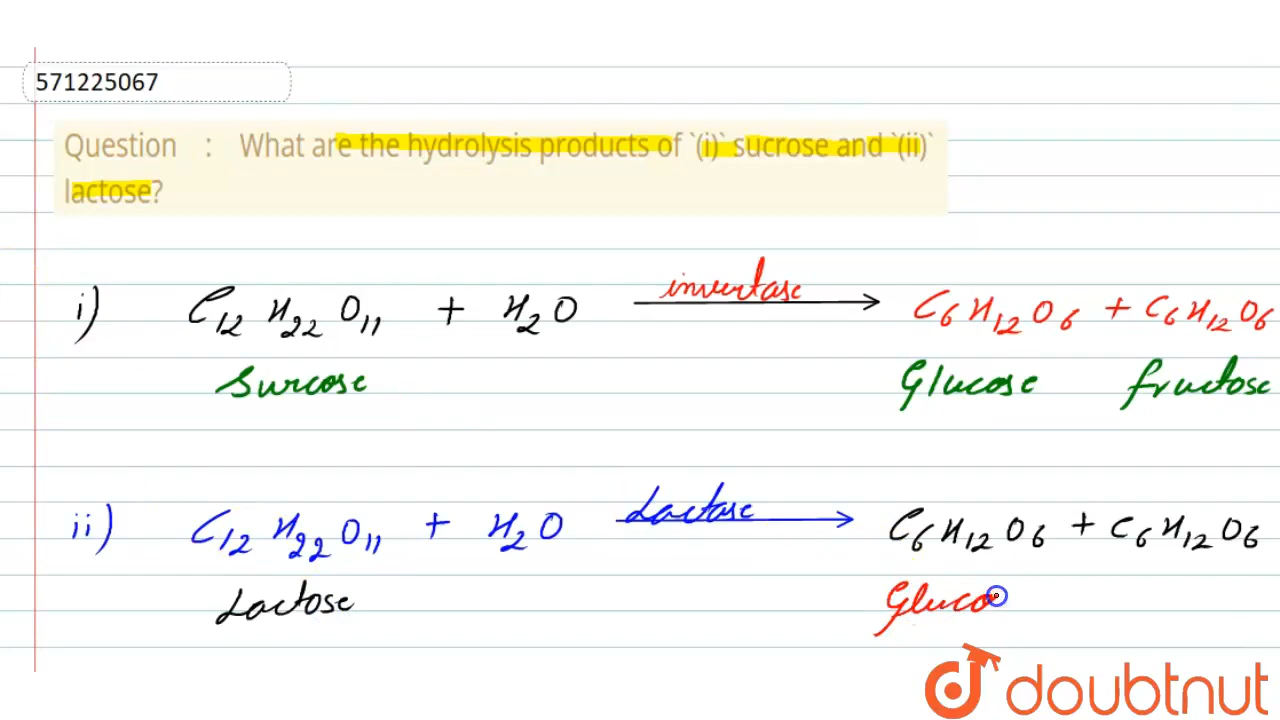 571225067
Question : What are the hydrolysis products of `(i)` sucrose and `(ii)`
lactose?
i) C12 H22 O11 + H2O invertase → C6H12O6 + C6H12O6
Surcose Glucose fructose
ii) C12 H22 O11 + H2O Lactase → C6H12O6 + C6H12O6
Lactose Gluco
doubtnut